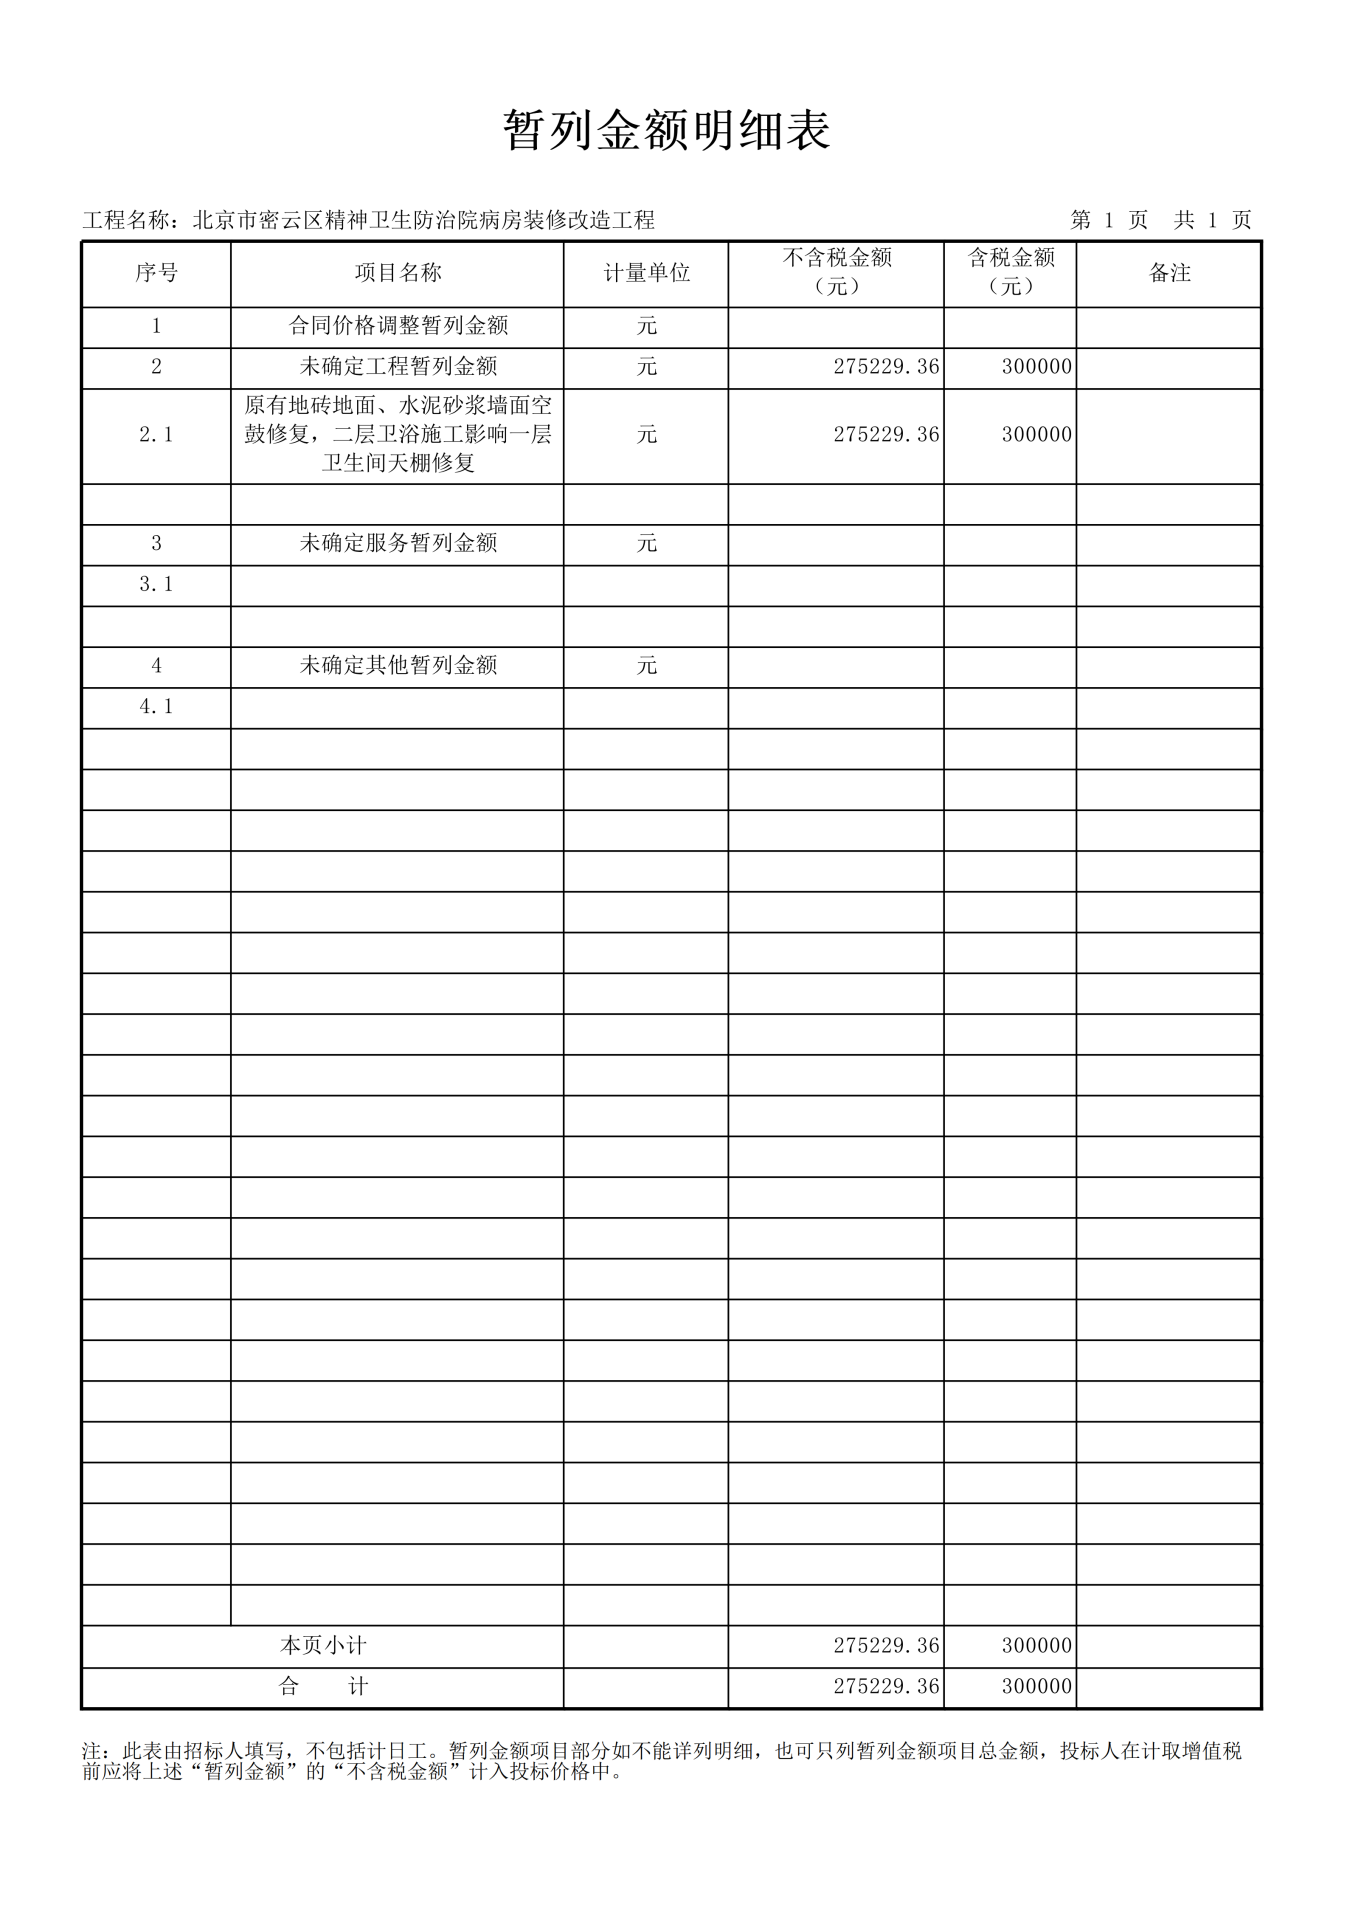 暂列金额明细表
工程名称：北京市密云区精神卫生防治院病房装修改造工程 第 1 页 共 1 页
序号 项目名称 计量单位 不含税金额（元） 含税金额（元） 备注
1 合同价格调整暂列金额 元
2 未确定工程暂列金额 元 275229.36 300000
原有地砖地面、水泥砂浆墙面空
2.1 鼓修复，二层卫浴施工影响一层 元 275229.36 300000
卫生间天棚修复
3 未确定服务暂列金额 元
3.1
4 未确定其他暂列金额 元
4.1
本页小计 275229.36 300000
合 计 275229.36 300000
注：此表由招标人填写，不包括计日工。暂列金额项目部分如不能详列明细，也可只列暂列金额项目总金额，投标人在计取增值税
前应将上述“暂列金额”的“不含税金额”计入投标价格中。